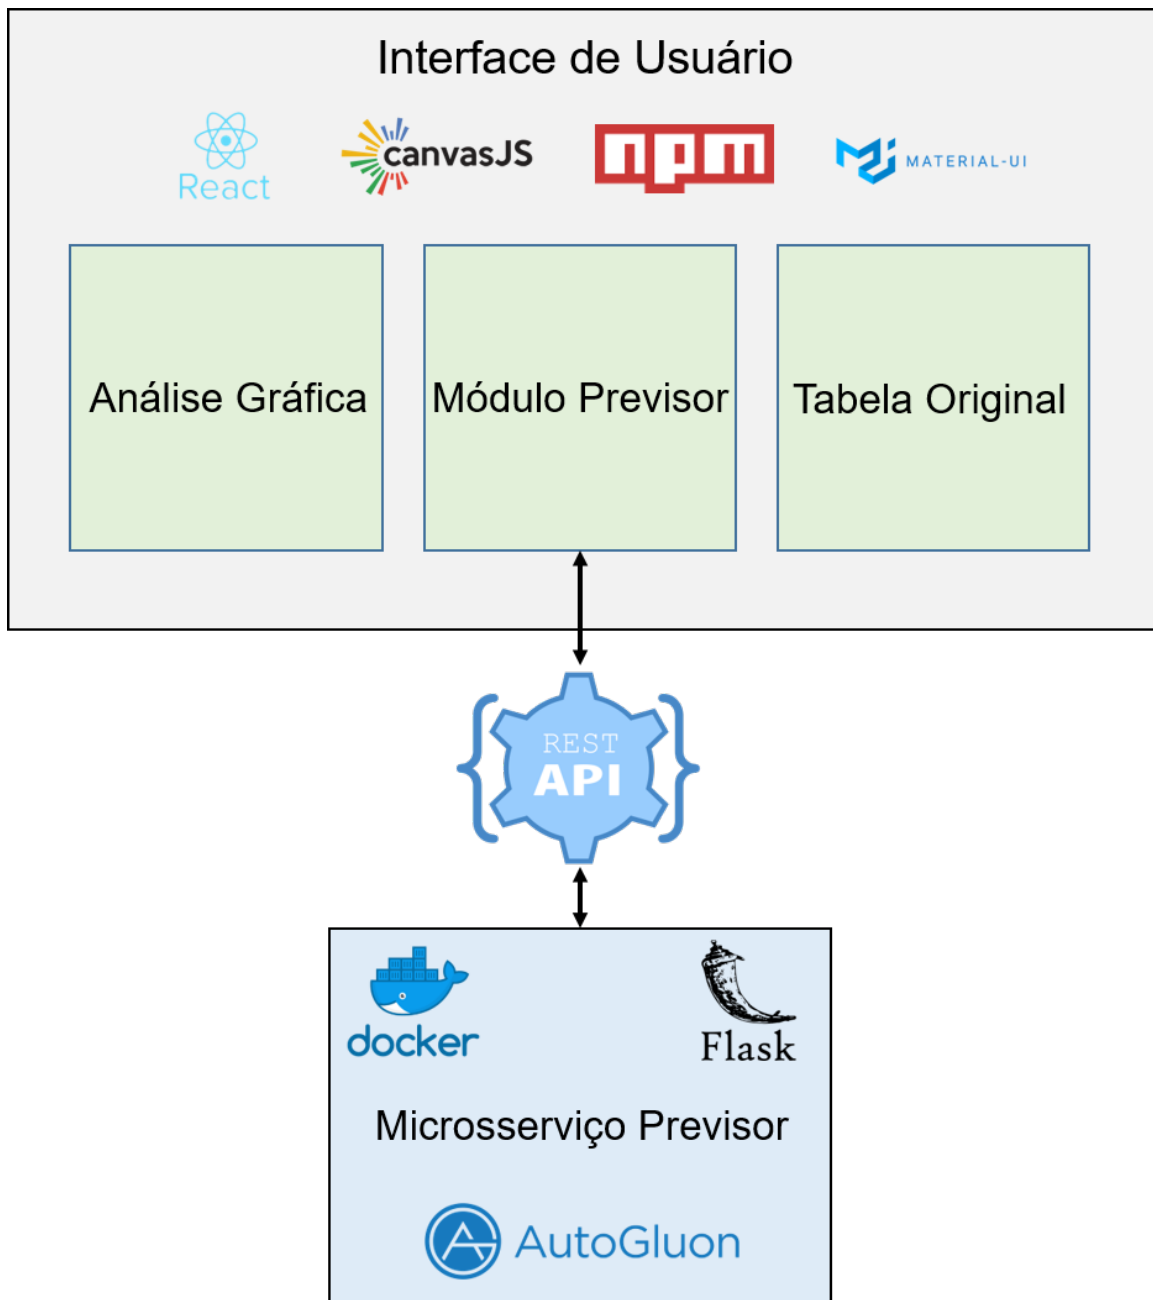 Interface de Usuário
React
canvasJS
npm
MATERIAL-UI
Análise Gráfica
Módulo Previsor
Tabela Original
REST
API
docker
Flask
Microsserviço Previsor
AutoGluon